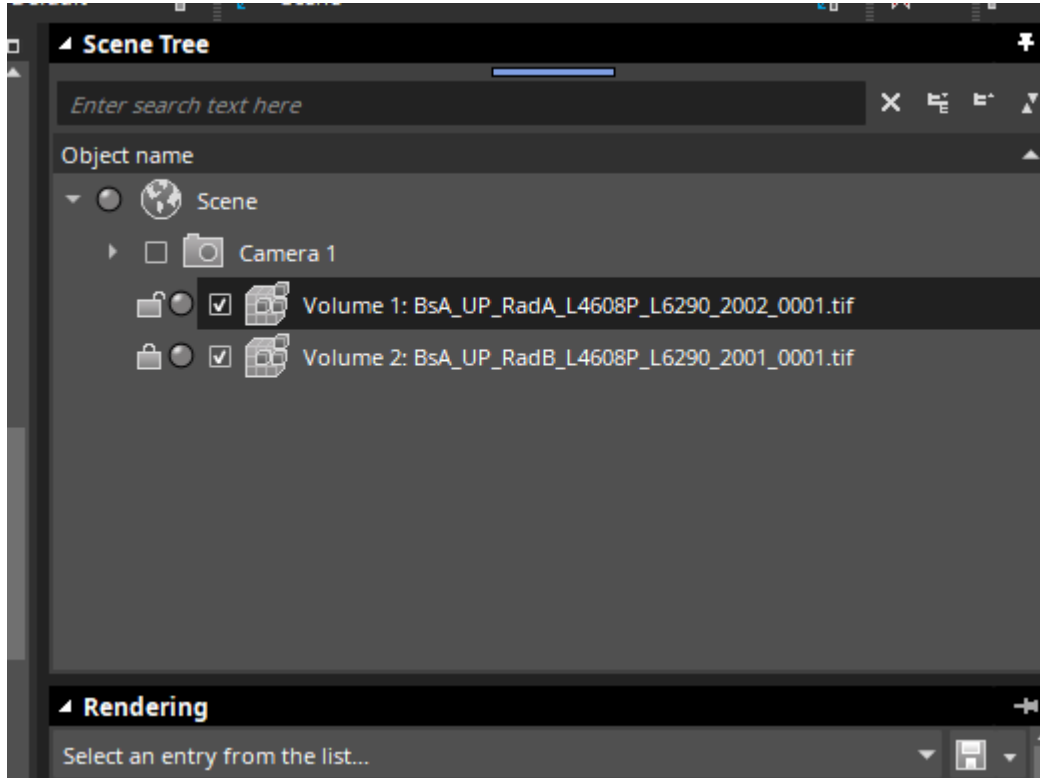 Scene Tree
Enter search text here
Object name
Scene
Camera 1
Volume 1: BsA_UP_RadA_L4608P_L6290_2002_0001.tif
Volume 2: BsA_UP_RadB_L4608P_L6290_2001_0001.tif
Rendering
Select an entry from the list...